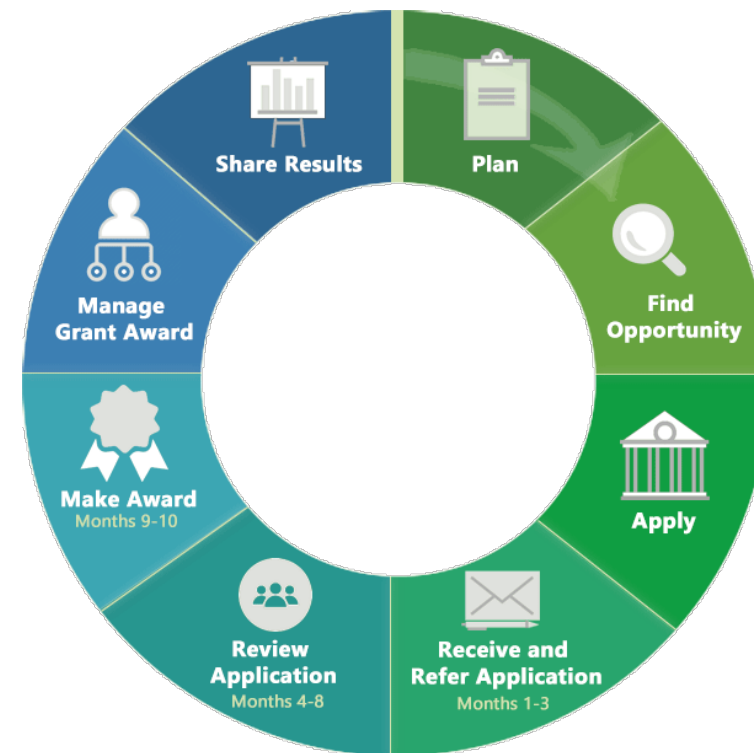 Plan
Find
Opportunity
Apply
Receive and
Refer Application
Months 1-3
Review
Application
Months 4-8
Make Award
Months 9-10
Manage
Grant Award
Share Results